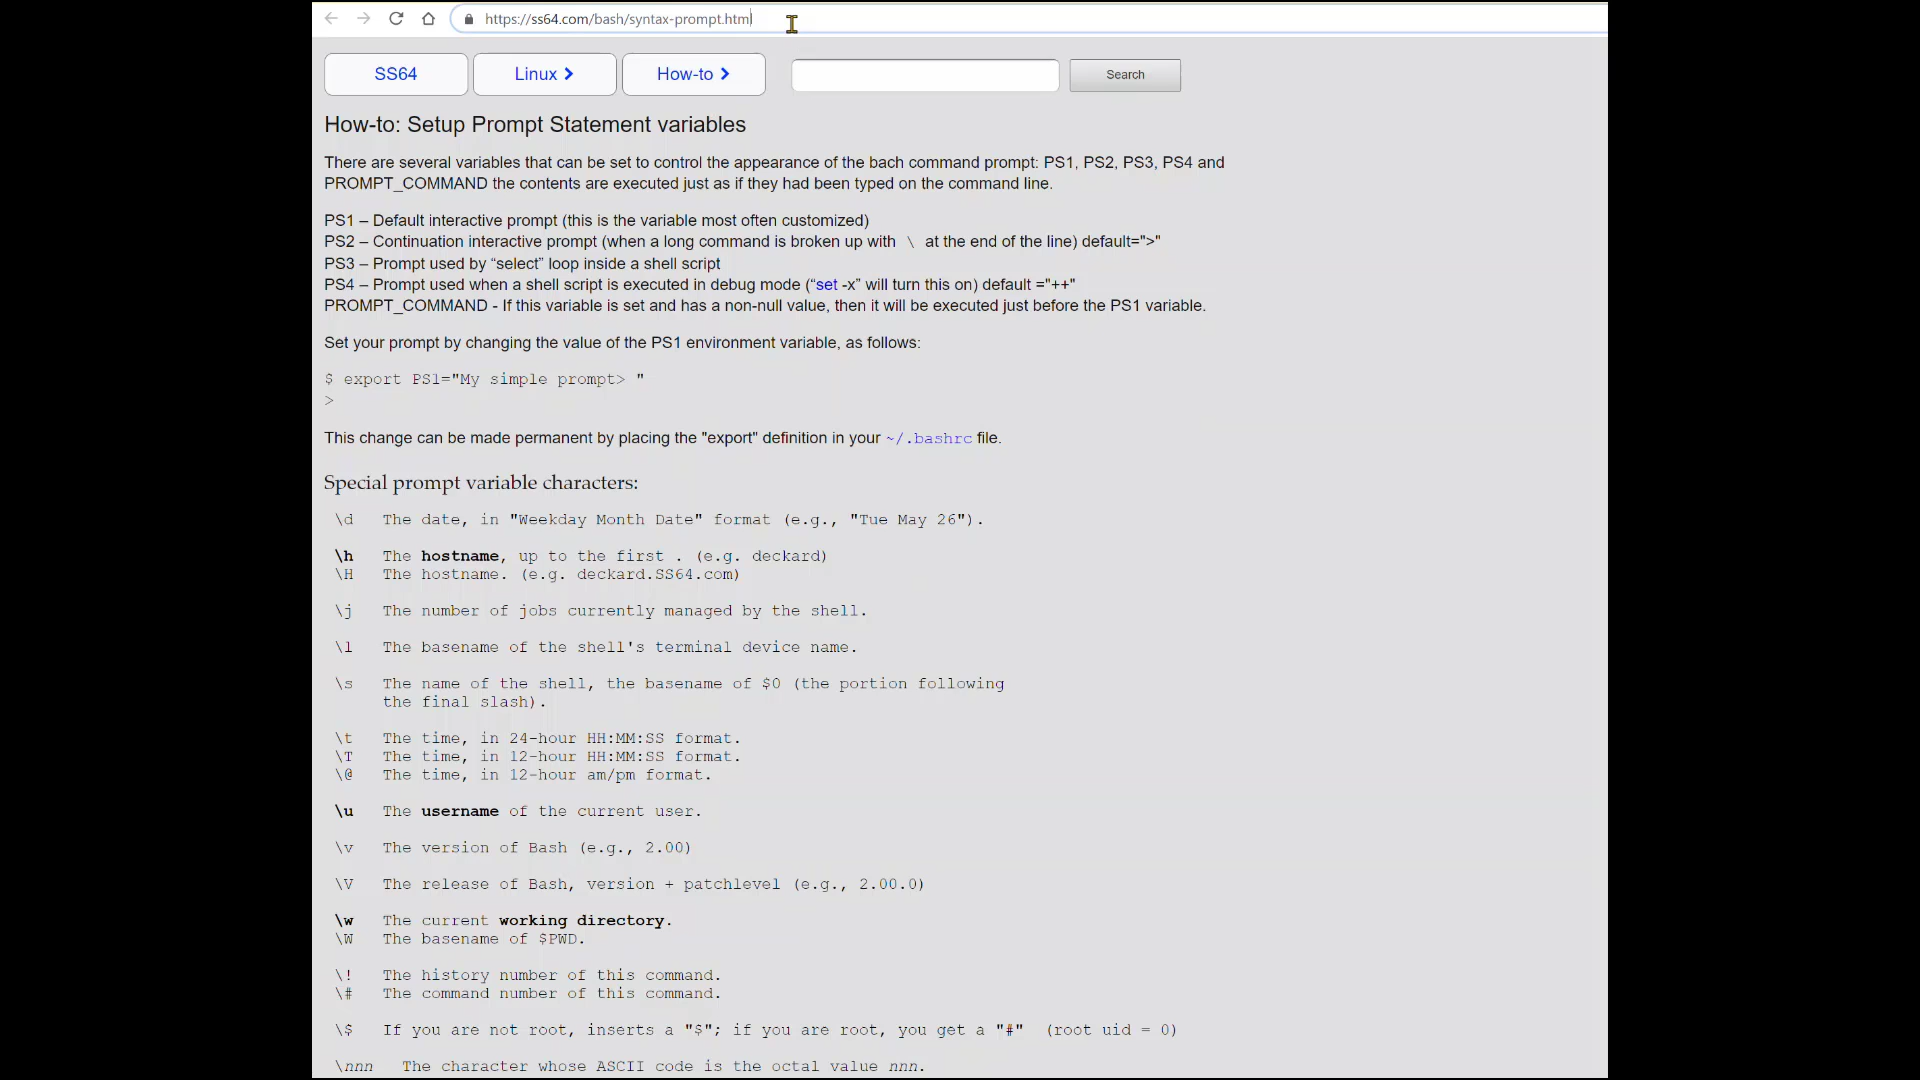 https://ss64.com/bash/syntax-prompt.html
SS64
Linux
How-to
Search
How-to: Setup Prompt Statement variables
There are several variables that can be set to control the appearance of the bach command prompt: PS1, PS2, PS3, PS4 and
PROMPT_COMMAND the contents are executed just as if they had been typed on the command line.
PS1 – Default interactive prompt (this is the variable most often customized)
PS2 – Continuation interactive prompt (when a long command is broken up with \ at the end of the line) default=">"
PS3 – Prompt used by “select” loop inside a shell script
PS4 – Prompt used when a shell script is executed in debug mode (“set -x” will turn this on) default ="++"
PROMPT_COMMAND - If this variable is set and has a non-null value, then it will be executed just before the PS1 variable.
Set your prompt by changing the value of the PS1 environment variable, as follows:
$ export PS1="My simple prompt> "
>
This change can be made permanent by placing the "export" definition in your ~/.bashrc file.
Special prompt variable characters:
\d The date, in "Weekday Month Date" format (e.g., "Tue May 26").
\h The hostname, up to the first . (e.g. deckard)
\H The hostname. (e.g. deckard.SS64.com)
\j The number of jobs currently managed by the shell.
\l The basename of the shell's terminal device name.
\s The name of the shell, the basename of $0 (the portion following
the final slash).
\t The time, in 24-hour HH:MM:SS format.
\T The time, in 12-hour HH:MM:SS format.
\@ The time, in 12-hour am/pm format.
\u The username of the current user.
\v The version of Bash (e.g., 2.00)
\V The release of Bash, version + patchlevel (e.g., 2.00.0)
\w The current working directory.
\W The basename of $PWD.
\! The history number of this command.
\# The command number of this command.
\$ If you are not root, inserts a "$"; if you are root, you get a "#" (root uid = 0)
\nnn The character whose ASCII code is the octal value nnn.